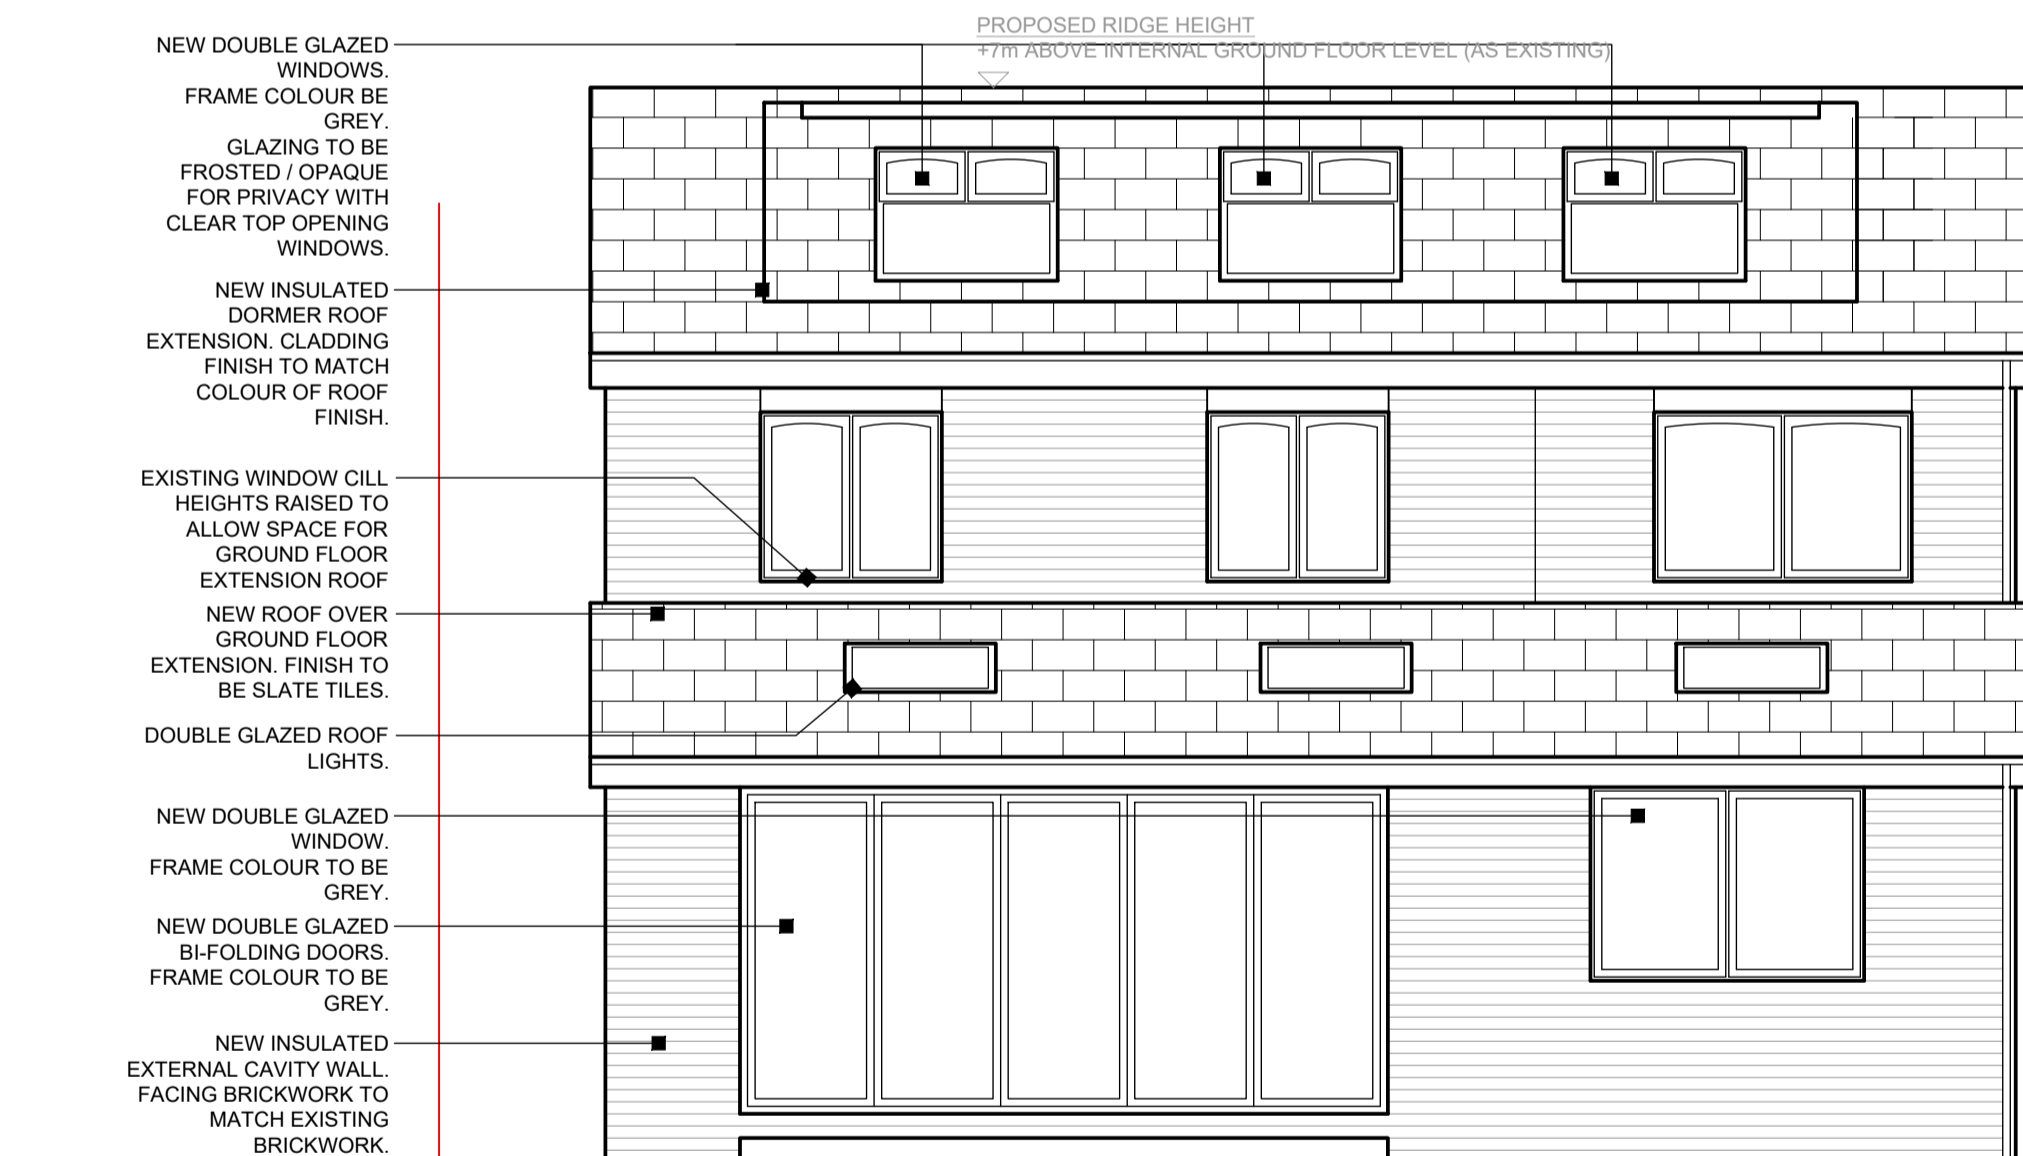 PROPOSED RIDGE HEIGHT
+7m ABOVE INTERNAL GROUND FLOOR LEVEL (AS EXISTING)
NEW DOUBLE GLAZED
WINDOWS.
FRAME COLOUR BE
GREY.
GLAZING TO BE
FROSTED / OPAQUE
FOR PRIVACY WITH
CLEAR TOP OPENING
WINDOWS.
NEW INSULATED
DORMER ROOF
EXTENSION. CLADDING
FINISH TO MATCH
COLOUR OF ROOF
FINISH.
EXISTING WINDOW CILL
HEIGHTS RAISED TO
ALLOW SPACE FOR
GROUND FLOOR
EXTENSION ROOF
NEW ROOF OVER
GROUND FLOOR
EXTENSION. FINISH TO
BE SLATE TILES.
DOUBLE GLAZED ROOF
LIGHTS.
NEW DOUBLE GLAZED
WINDOW.
FRAME COLOUR TO BE
GREY.
NEW DOUBLE GLAZED
BI-FOLDING DOORS.
FRAME COLOUR TO BE
GREY.
NEW INSULATED
EXTERNAL CAVITY WALL.
FACING BRICKWORK TO
MATCH EXISTING
BRICKWORK.